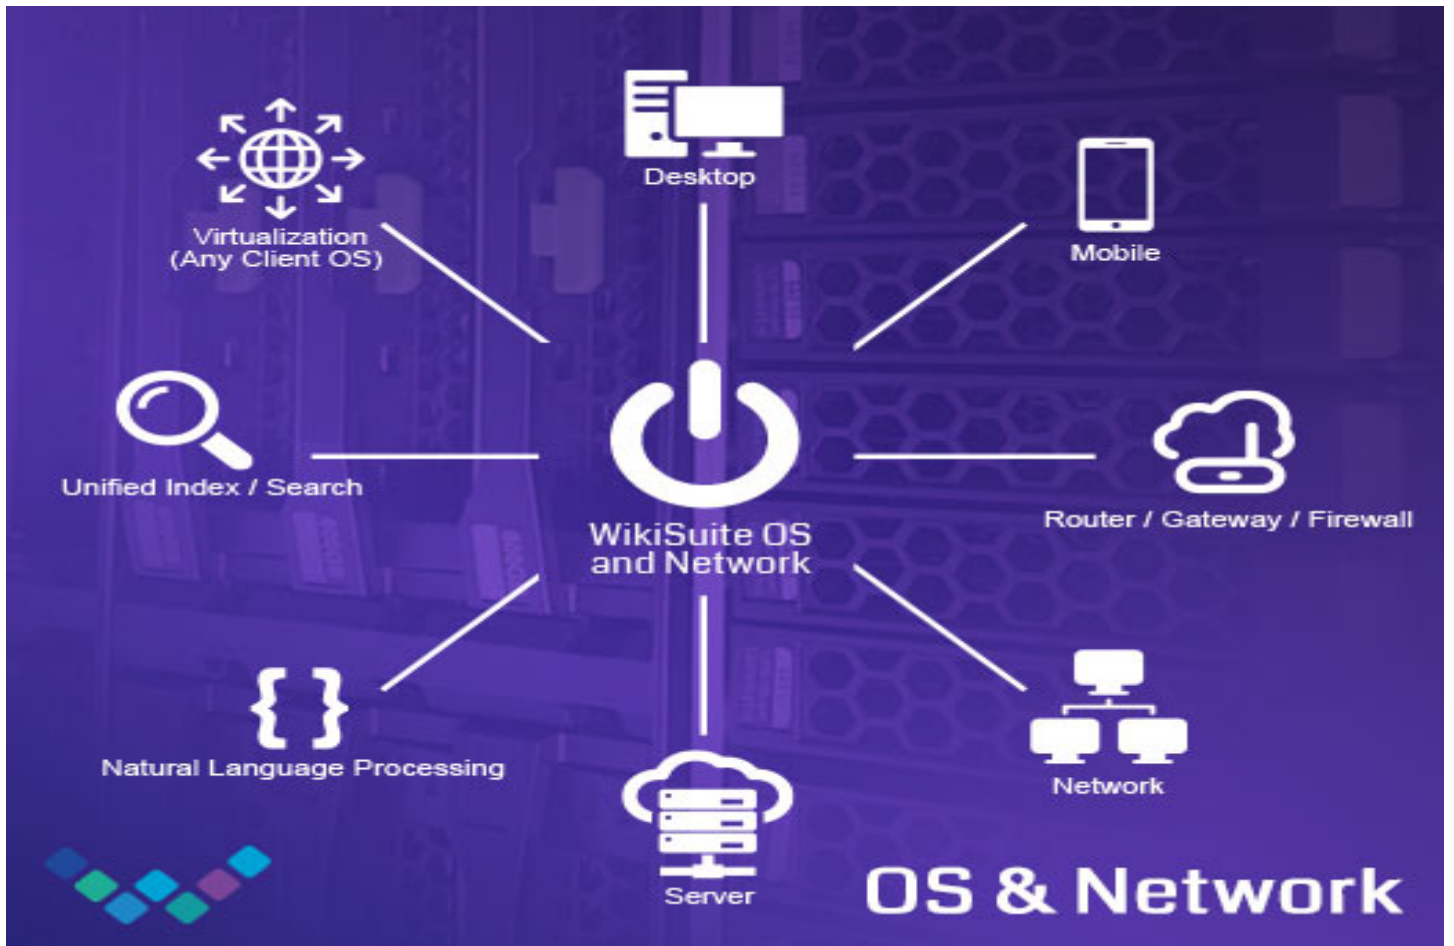 Desktop
Virtualization
(Any Client OS)
Mobile
Unified Index / Search
Router / Gateway / Firewall
WikiSuite OS
and Network
Natural Language Processing
Network
Server
OS & Network